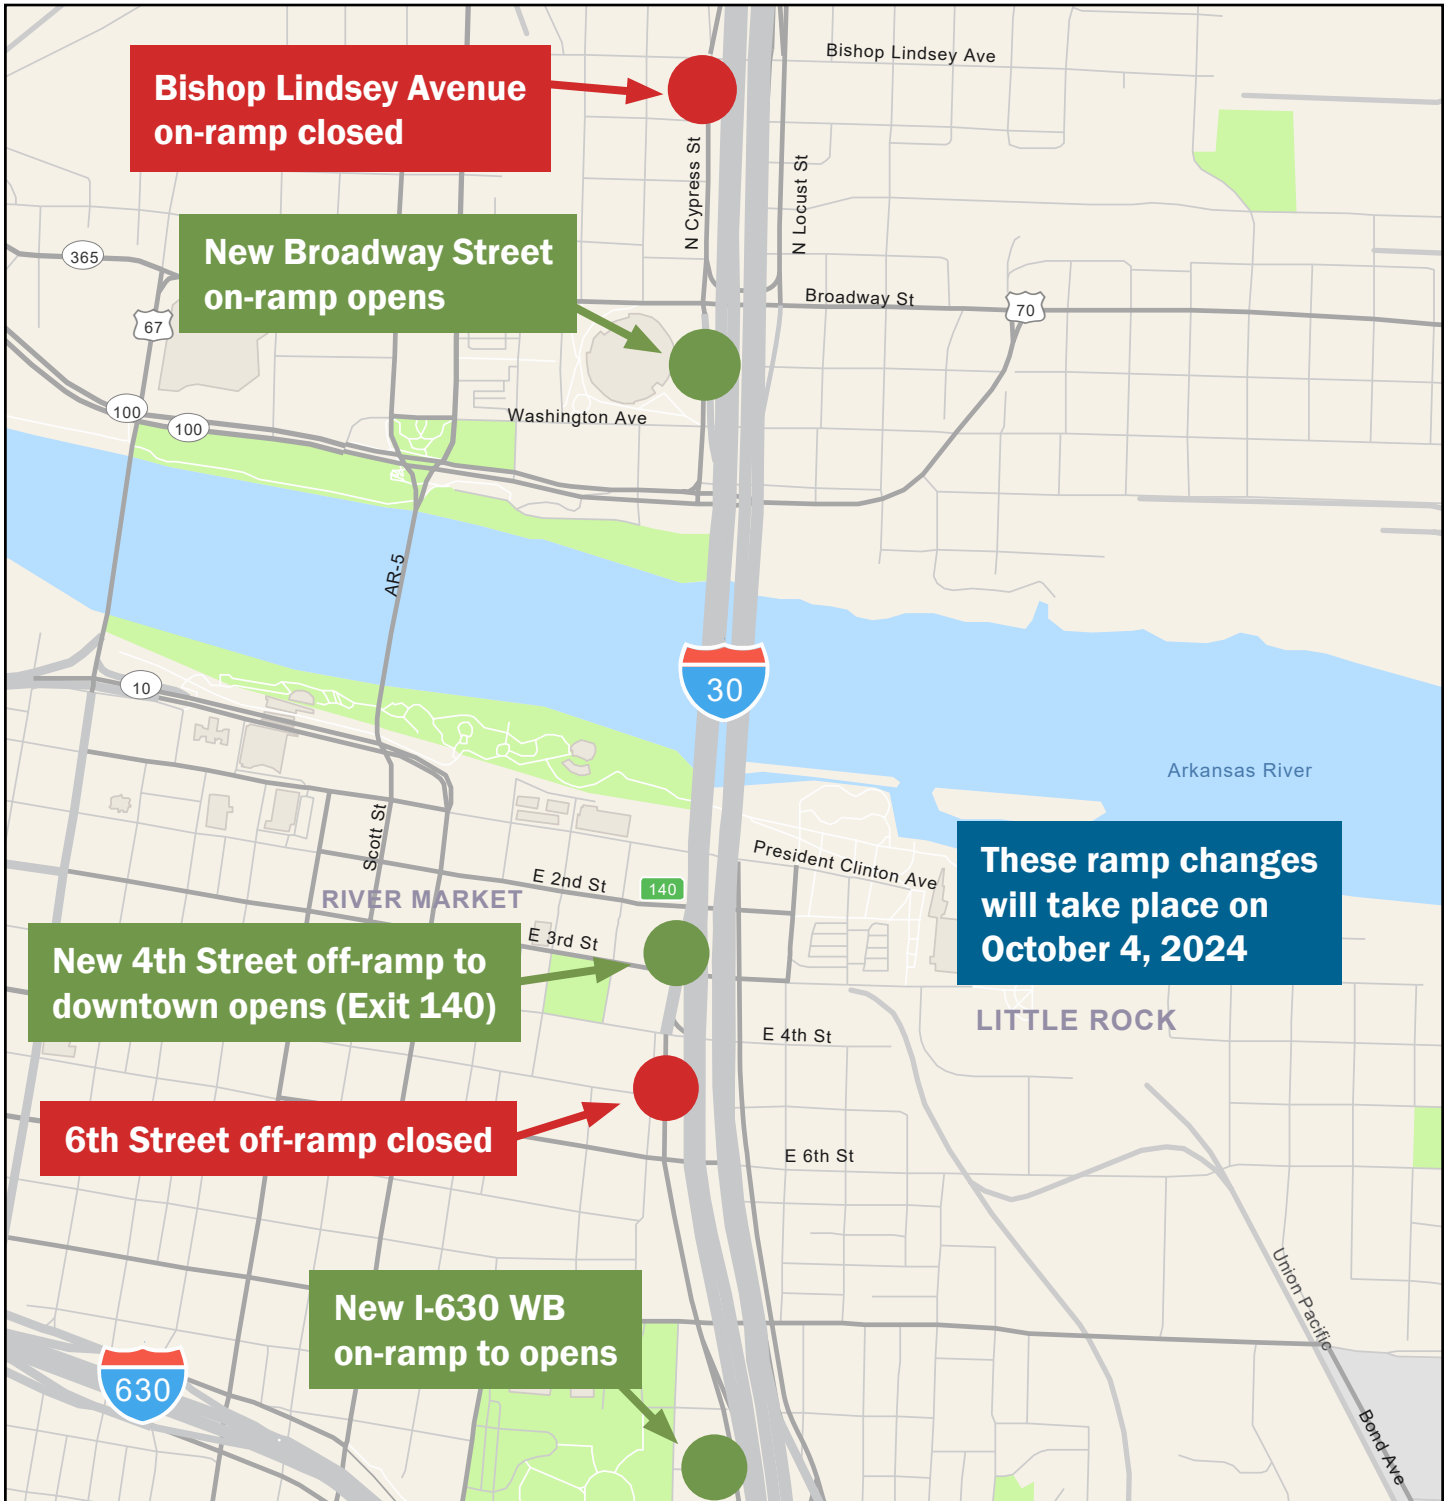 Bishop Lindsey Ave
Bishop Lindsey Avenue
on-ramp closed
N Cypress St
N Locust St
New Broadway Street
on-ramp opens
365
67
Broadway St
70
100
100
Washington Ave
AR-5
30
10
Arkansas River
Scott St
President Clinton Ave
E 2nd St
140
RIVER MARKET
These ramp changes
will take place on
October 4, 2024
E 3rd St
New 4th Street off-ramp to
downtown opens (Exit 140)
LITTLE ROCK
E 4th St
6th Street off-ramp closed
E 6th St
Union Pacific
New I-630 WB
on-ramp to opens
630
Bond Ave